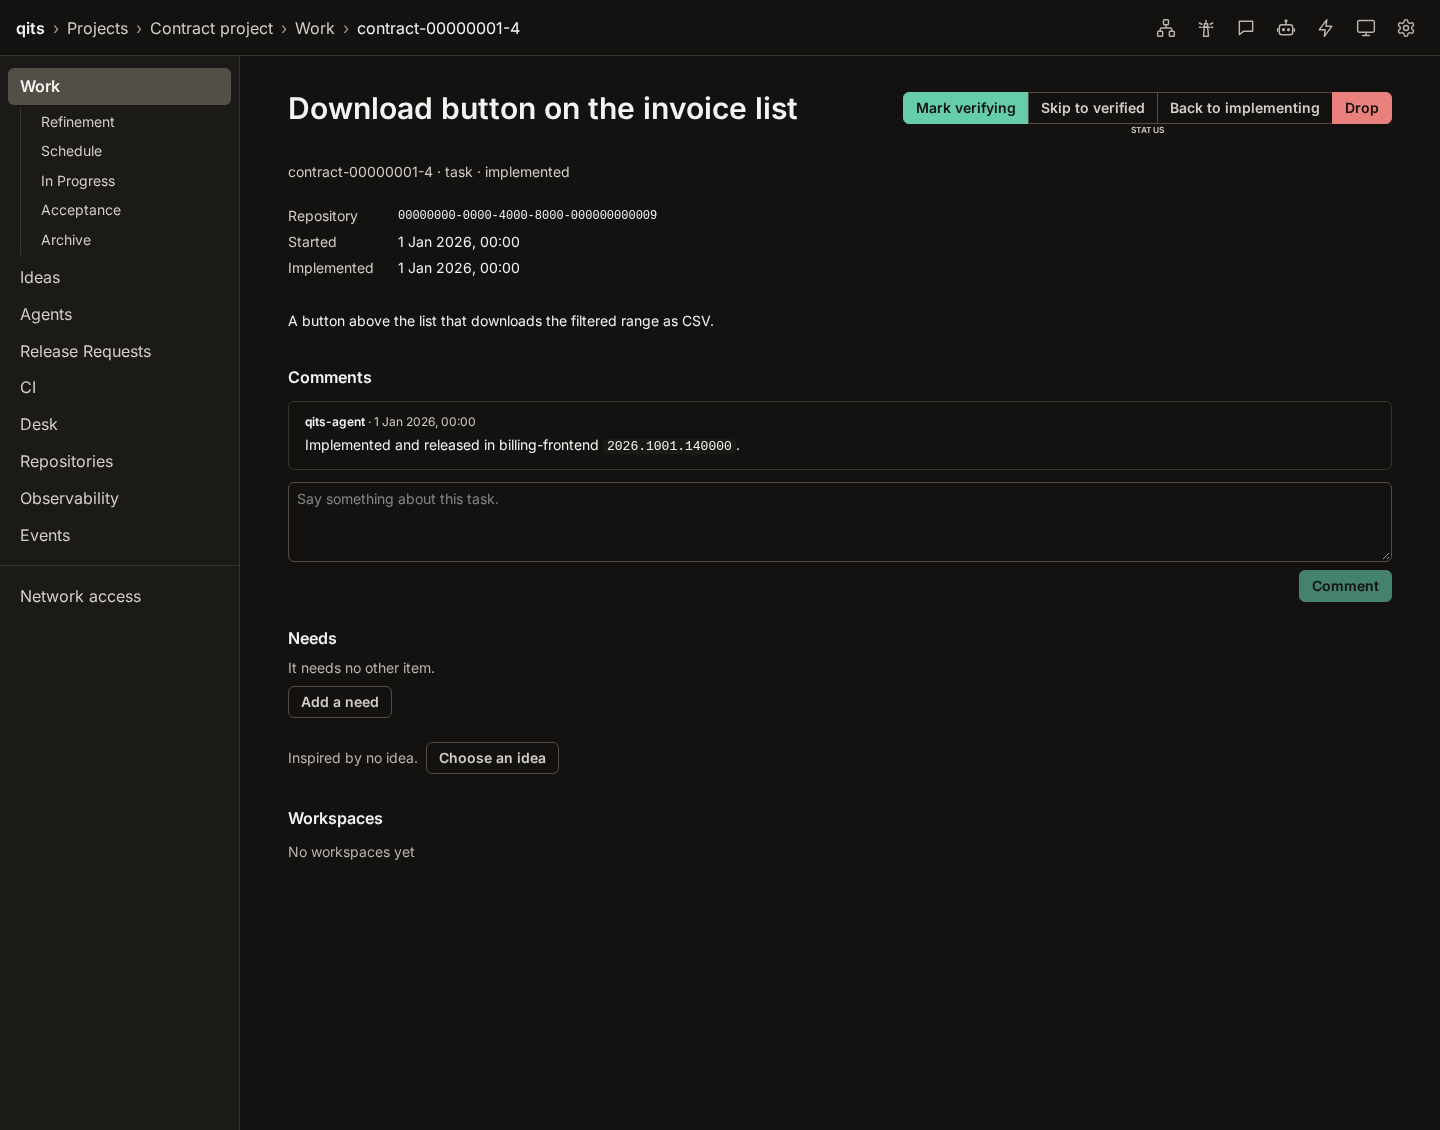 qits › Projects › Contract project › Work › contract-00000001-4
Work
Refinement
Schedule
In Progress
Acceptance
Archive
Ideas
Agents
Release Requests
CI
Desk
Repositories
Observability
Events
Network access
Download button on the invoice list
Mark verifying
Skip to verified
Back to implementing
Drop
STATUS
contract-00000001-4 · task · implemented
Repository 00000000-0000-4000-8000-000000000009
Started 1 Jan 2026, 00:00
Implemented 1 Jan 2026, 00:00
A button above the list that downloads the filtered range as CSV.
Comments
qits-agent · 1 Jan 2026, 00:00
Implemented and released in billing-frontend 2026.1001.140000.
Say something about this task.
Comment
Needs
It needs no other item.
Add a need
Inspired by no idea. Choose an idea
Workspaces
No workspaces yet